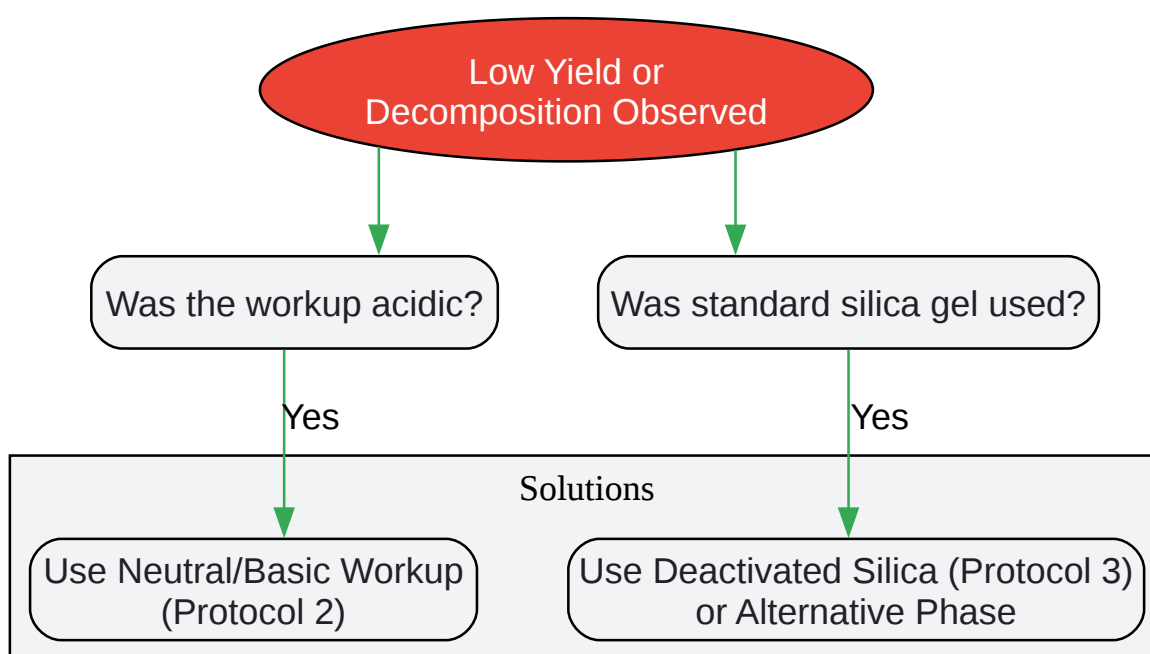 Low Yield or
Decomposition Observed
Was the workup acidic?
Was standard silica gel used?
Yes
Yes
Solutions
Use Neutral/Basic Workup
(Protocol 2)
Use Deactivated Silica (Protocol 3)
or Alternative Phase